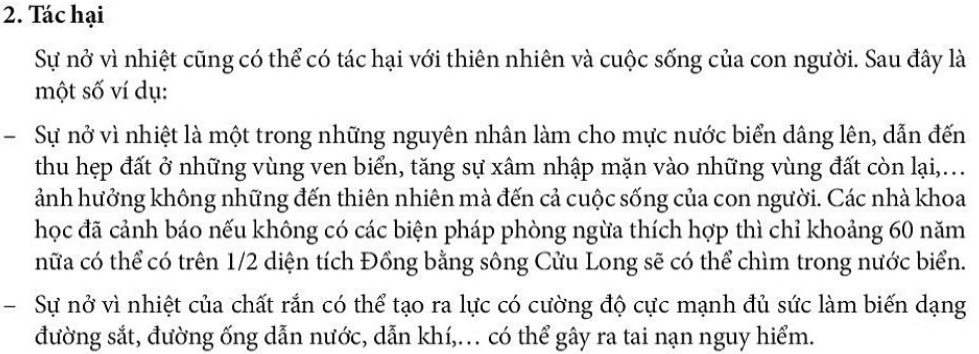 2. Tác hại
Sự nở vì nhiệt cũng có thể có tác hại với thiên nhiên và cuộc sống của con người. Sau đây là
một số ví dụ:
– Sự nở vì nhiệt là một trong những nguyên nhân làm cho mực nước biển dâng lên, dẫn đến
thu hẹp đất ở những vùng ven biển, tăng sự xâm nhập mặn vào những vùng đất còn lại,…
ảnh hưởng không những đến thiên nhiên mà đến cả cuộc sống của con người. Các nhà khoa
học đã cảnh báo nếu không có các biện pháp phòng ngừa thích hợp thì chỉ khoảng 60 năm
nữa có thể có trên 1/2 diện tích Đồng bằng sông Cửu Long sẽ có thể chìm trong nước biển.
– Sự nở vì nhiệt của chất rắn có thể tạo ra lực có cường độ cực mạnh đủ sức làm biến dạng
đường sắt, đường ống dẫn nước, dẫn khí,… có thể gây ra tai nạn nguy hiểm.